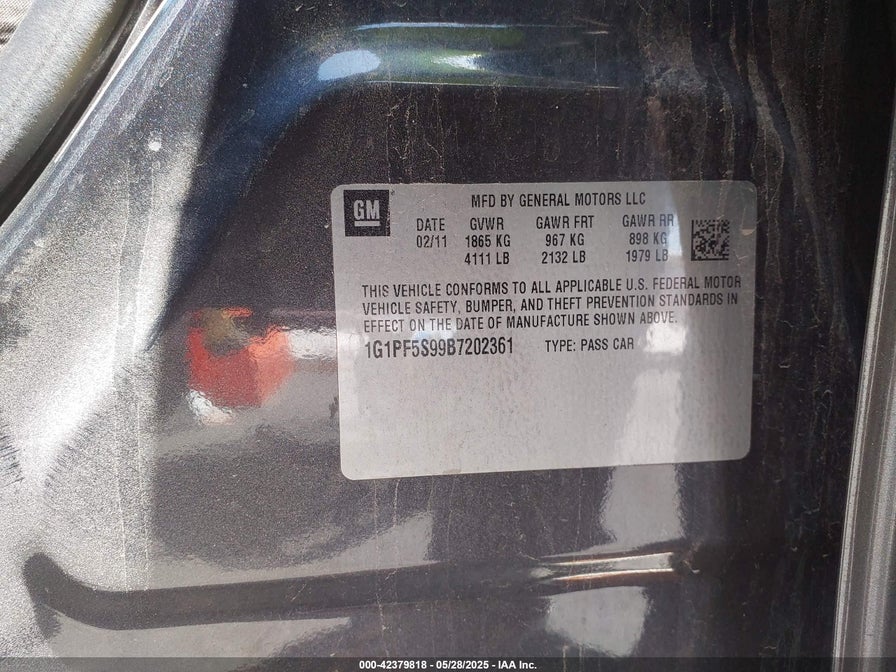 GM
MFD BY GENERAL MOTORS LLC
DATE GVWR GAWR FRT GAWR RR
02/11 1865 KG 967 KG 898 KG
4111 LB 2132 LB 1979 LB
THIS VEHICLE CONFORMS TO ALL APPLICABLE U.S. FEDERAL MOTOR
VEHICLE SAFETY, BUMPER, AND THEFT PREVENTION STANDARDS IN
EFFECT ON THE DATE OF MANUFACTURE SHOWN ABOVE.
1G1PF5S99B7202361 TYPE: PASS CAR
000-42379818 - 05/28/2025 - IAA Inc.